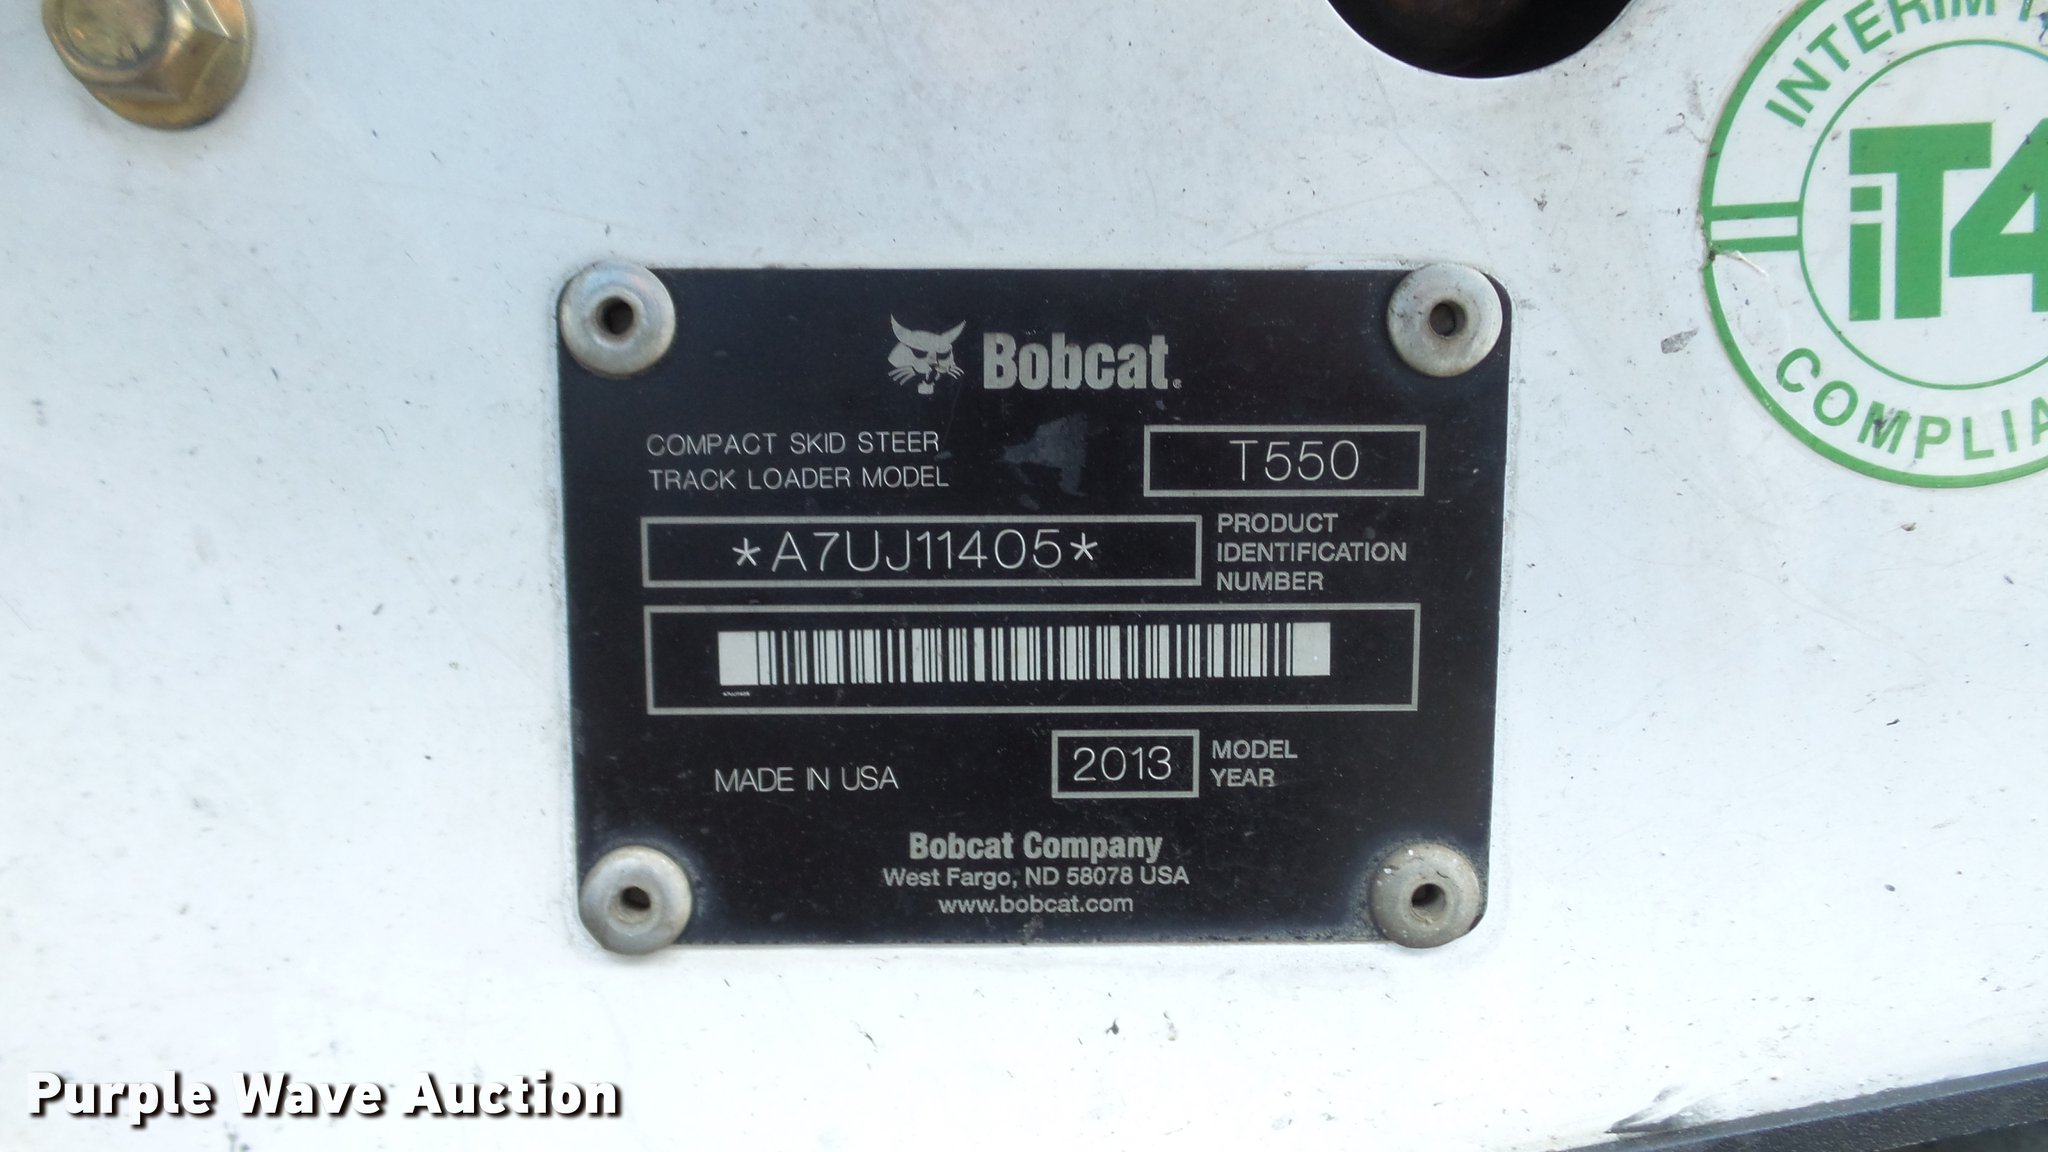 INTERIM
iT4
COMPLIA
Bobcat®
COMPACT SKID STEER
TRACK LOADER MODEL
T550
*A7UJ11405*
PRODUCT
IDENTIFICATION
NUMBER
MADE IN USA
2013
MODEL
YEAR
Bobcat Company
West Fargo, ND 58078 USA
www.bobcat.com
Purple Wave Auction